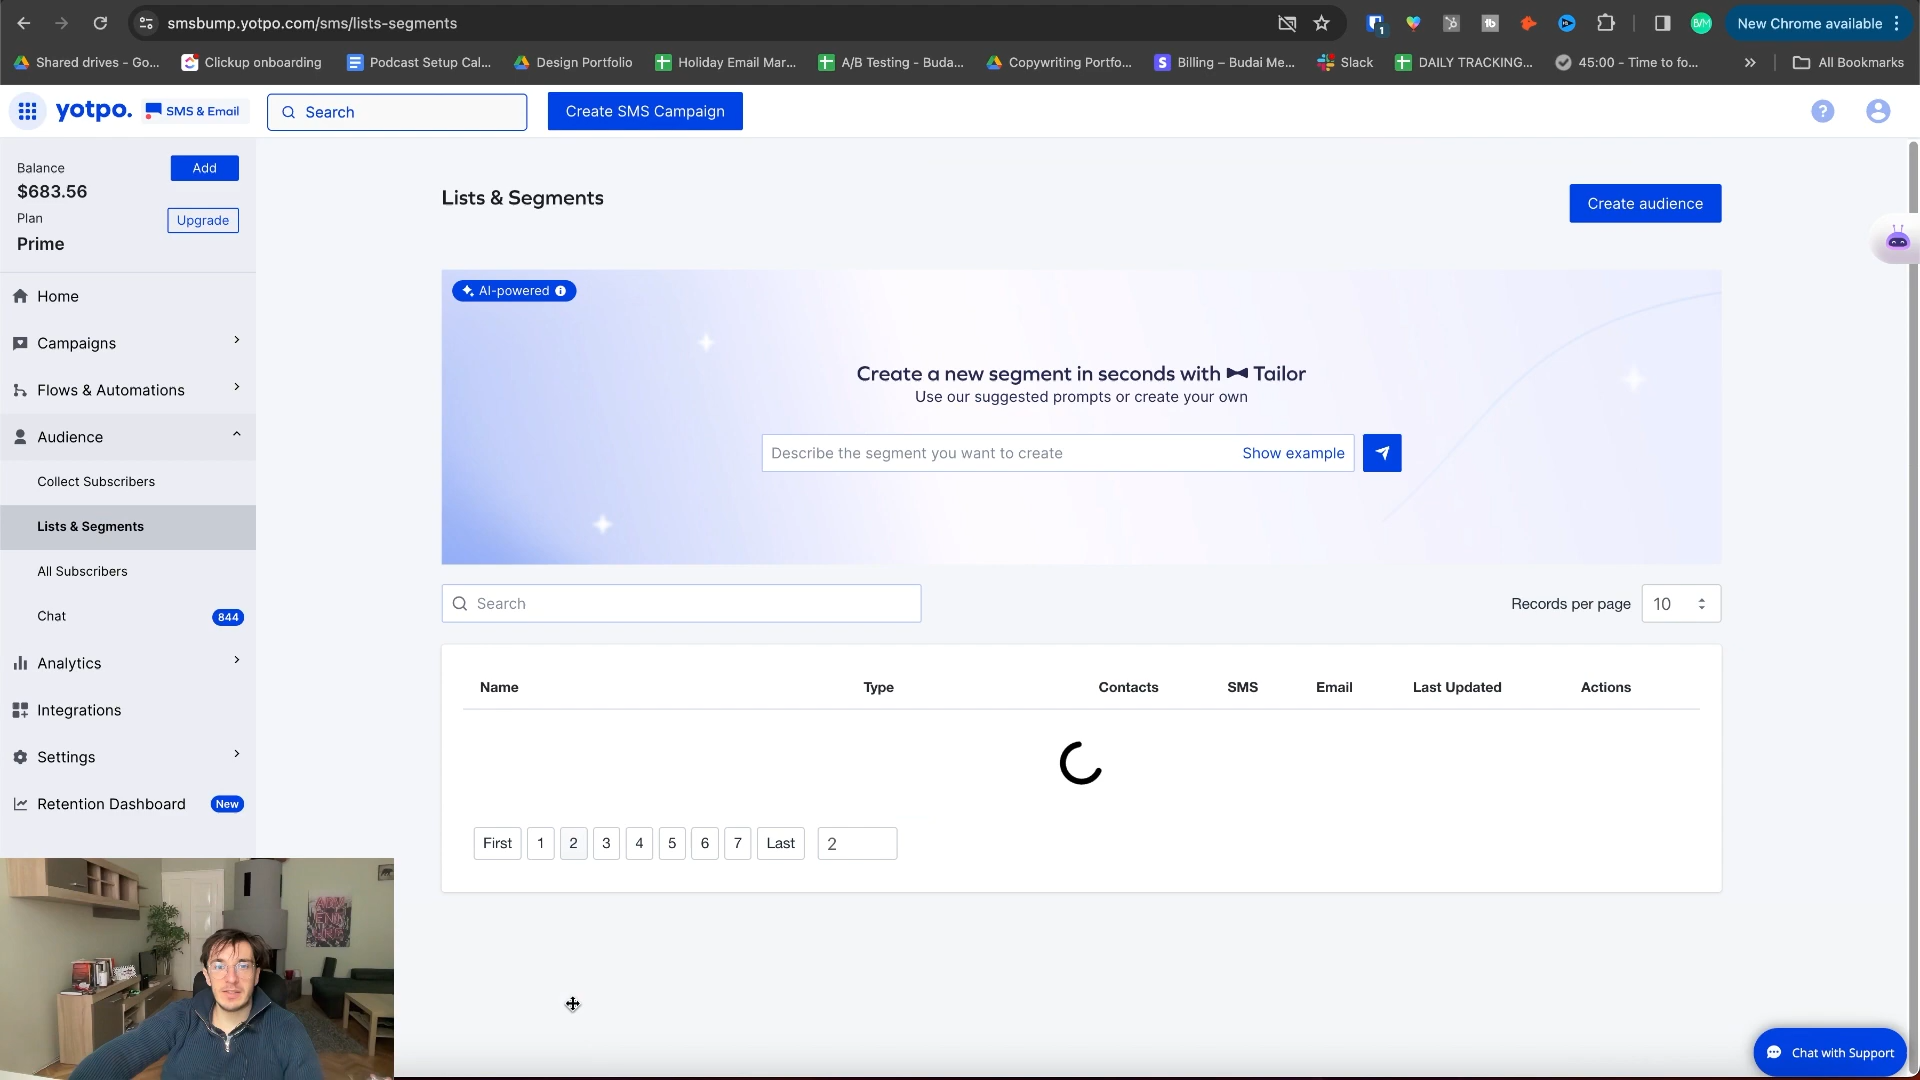 smsbump.yotpo.com/sms/lists-segments
1
New Chrome available
Shared drives - Go...
Clickup onboarding
Podcast Setup Cal...
Design Portfolio
Holiday Email Mar...
A/B Testing - Buda...
Copywriting Portfo...
Billing – Budai Me...
Slack
DAILY TRACKING...
45:00 - Time to fo...
All Bookmarks
yotpo.
SMS & Email
Search
Create SMS Campaign
Balance
Add
$683.56
Plan
Upgrade
Prime
Home
Campaigns
Flows & Automations
Audience
Collect Subscribers
Lists & Segments
All Subscribers
Chat
844
Analytics
Integrations
Settings
Retention Dashboard
New
Lists & Segments
Create audience
AI-powered
Create a new segment in seconds with Tailor
Use our suggested prompts or create your own
Describe the segment you want to create
Show example
Search
Records per page
10
Name
Type
Contacts
SMS
Email
Last Updated
Actions
First
1
2
3
4
5
6
7
Last
2
Chat with Support